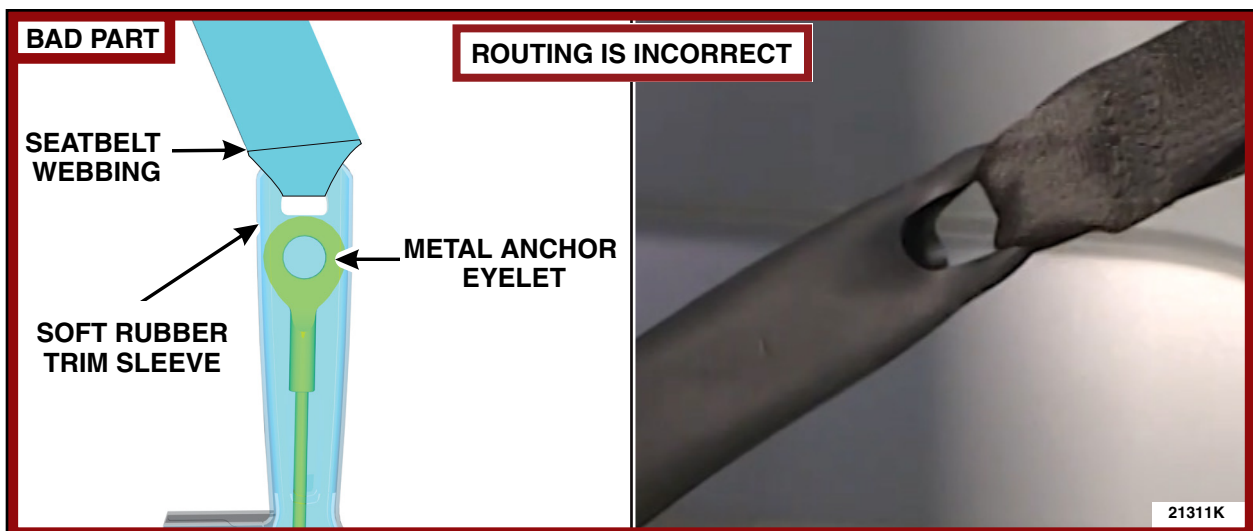 BAD PART
ROUTING IS INCORRECT
SEATBELT
WEBBING
METAL ANCHOR
EYELET
SOFT RUBBER
TRIM SLEEVE
21311K